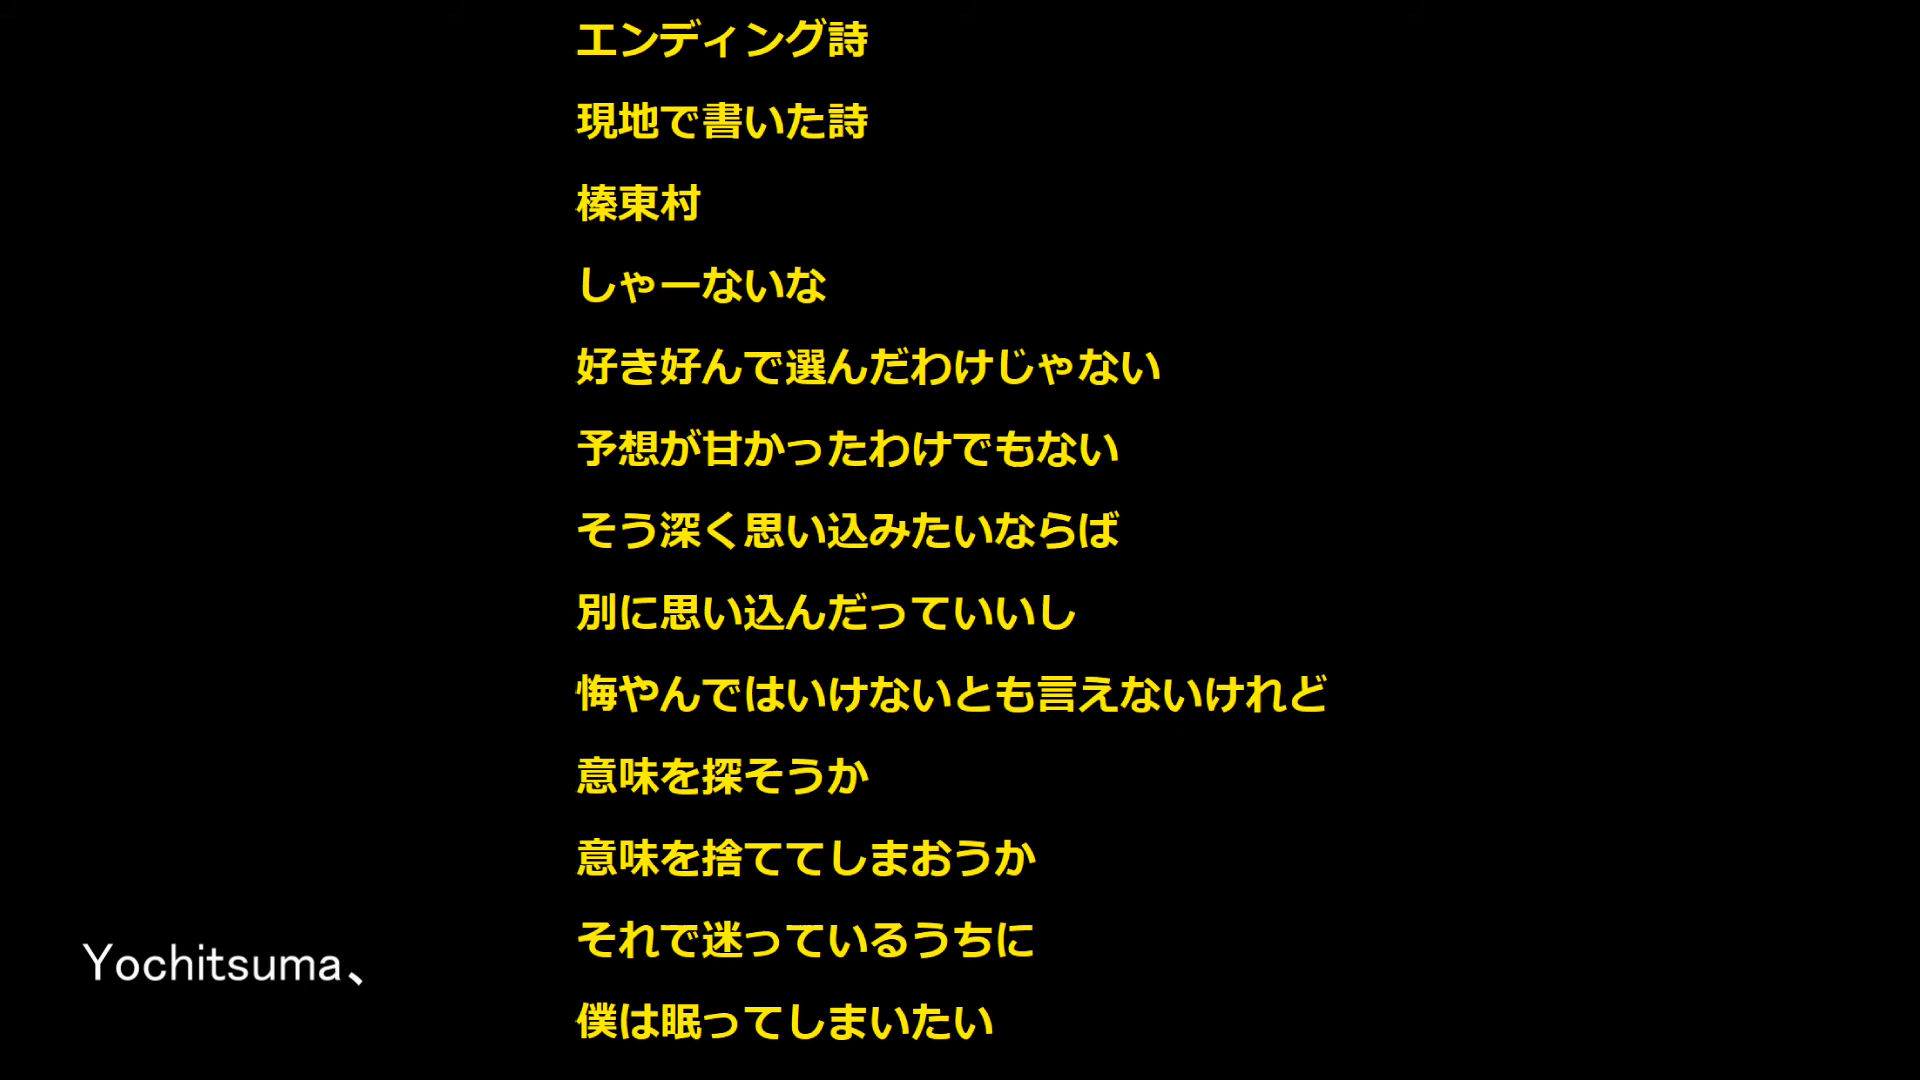 エンディング詩
現地で書いた詩
榛東村
しゃーないな
好き好んで選んだわけじゃない
予想が甘かったわけでもない
そう深く思い込みたいならば
別に思い込んだっていいし
悔やんではいけないとも言えないけれど
意味を探そうか
意味を捨ててしまおうか
それで迷っているうちに
僕は眠ってしまいたい
Yochitsuma、